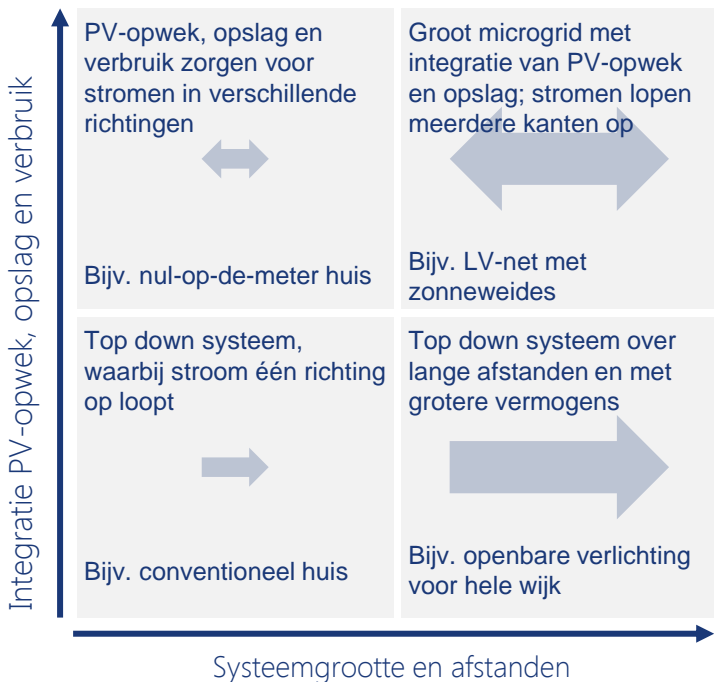 Integratie PV-opwek, opslag en verbruik
PV-opwek, opslag en
verbruik zorgen voor
stromen in verschillende
richtingen
Bijv. nul-op-de-meter huis
Groot microgrid met
integratie van PV-opwek
en opslag; stromen lopen
meerdere kanten op
Bijv. LV-net met
zonneweides
Top down systeem,
waarbij stroom één richting
op loopt
Bijv. conventioneel huis
Top down systeem over
lange afstanden en met
grotere vermogens
Bijv. openbare verlichting
voor hele wijk
Systeemgrootte en afstanden